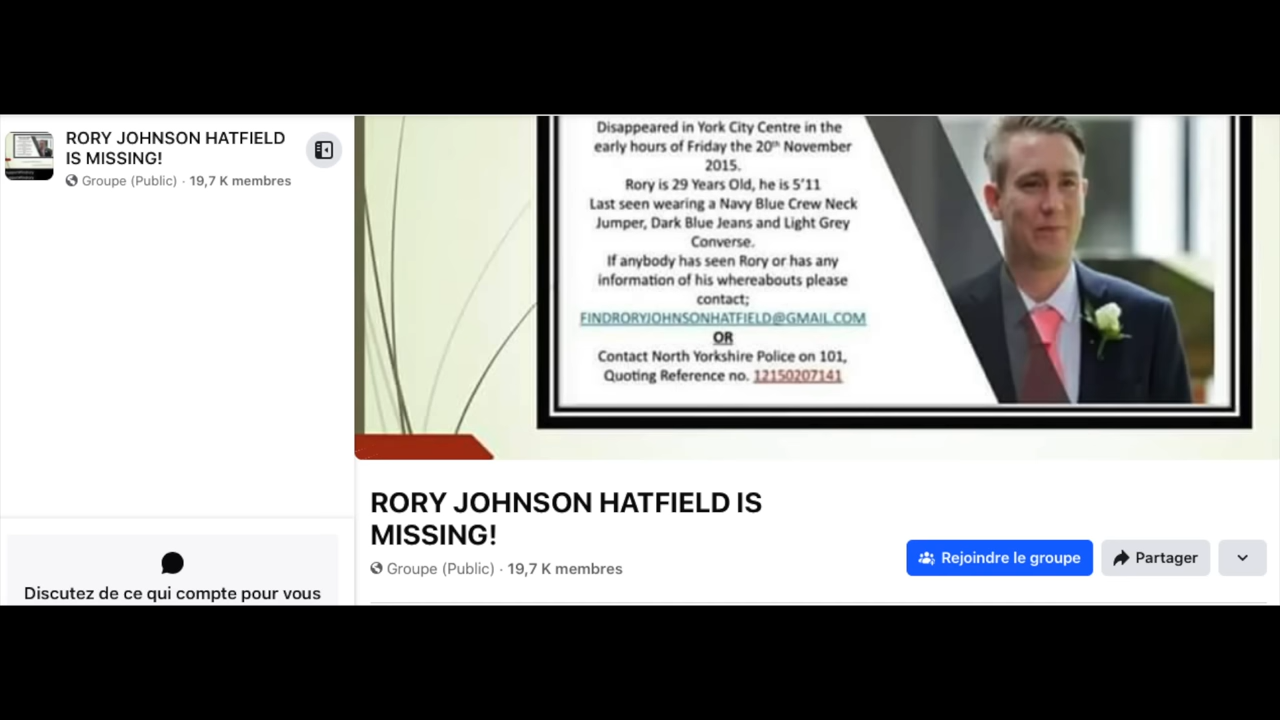 RORY JOHNSON HATFIELD
IS MISSING!
Groupe (Public) · 19,7 K membres
Discutez de ce qui compte pour vous
Disappeared in York City Centre in the
early hours of Friday the 20th November
2015.
Rory is 29 Years Old, he is 5'11
Last seen wearing a Navy Blue Crew Neck
Jumper, Dark Blue Jeans and Light Grey
Converse.
If anybody has seen Rory or has any
information of his whereabouts please
contact;
FINDRORYJOHNSONHATFIELD@GMAIL.COM
OR
Contact North Yorkshire Police on 101,
Quoting Reference no. 12150207141
RORY JOHNSON HATFIELD IS
MISSING!
Groupe (Public) · 19,7 K membres
Rejoindre le groupe
Partager